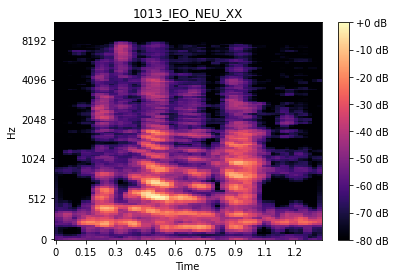 1013_IEO_NEU_XX
+0 dB
8192
-10 dB
4096
-20 dB
-30 dB
2048
Hz
-40 dB
1024
-50 dB
512
-60 dB
-70 dB
0
-80 dB
0 0.15 0.3 0.45 0.6 0.75 0.9 1.1 1.2
Time